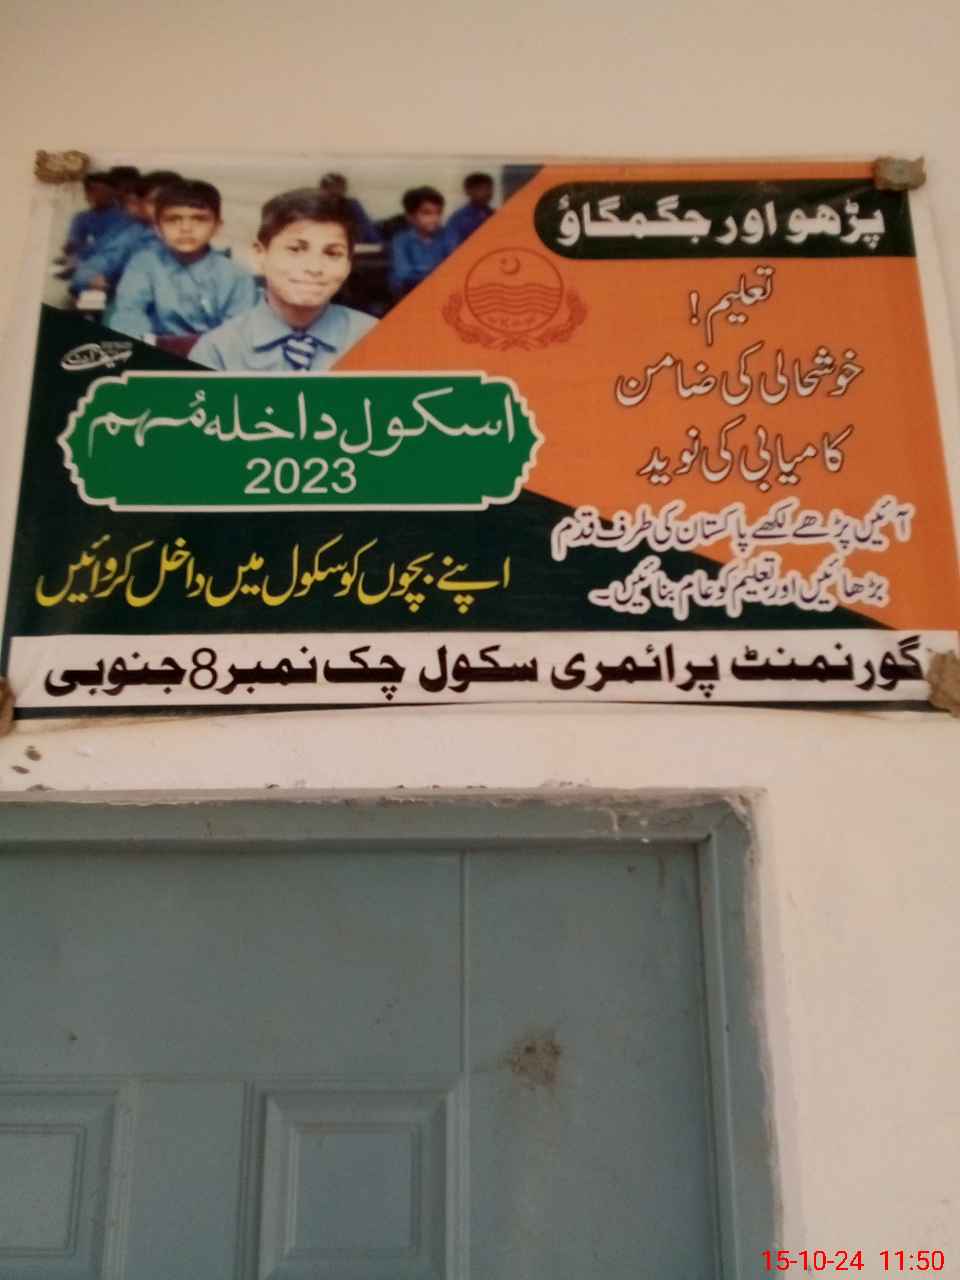 پڑھو اور جگمگاؤ
تعلیم!
خوشحالی کی ضامن
کامیابی کی نوید
آئیں پڑھے لکھے پاکستان کی طرف قدم
بڑھائیں اور تعلیم کو عام بنائیں۔
اسکول داخلہ مُہم
2023
اپنے بچوں کو سکول میں داخل کروائیں
گورنمنٹ پرائمری سکول چک نمبر 8 جنوبی
15-10-24 11:50